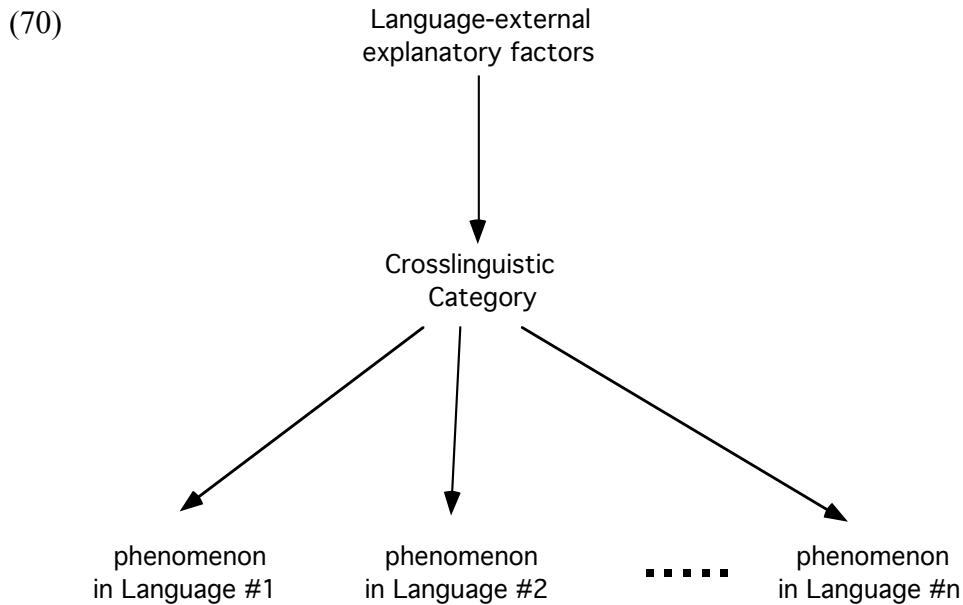 (70)
Language-external
explanatory factors
Crosslinguistic
Category
phenomenon
in Language #1
phenomenon
in Language #2
phenomenon
in Language #n